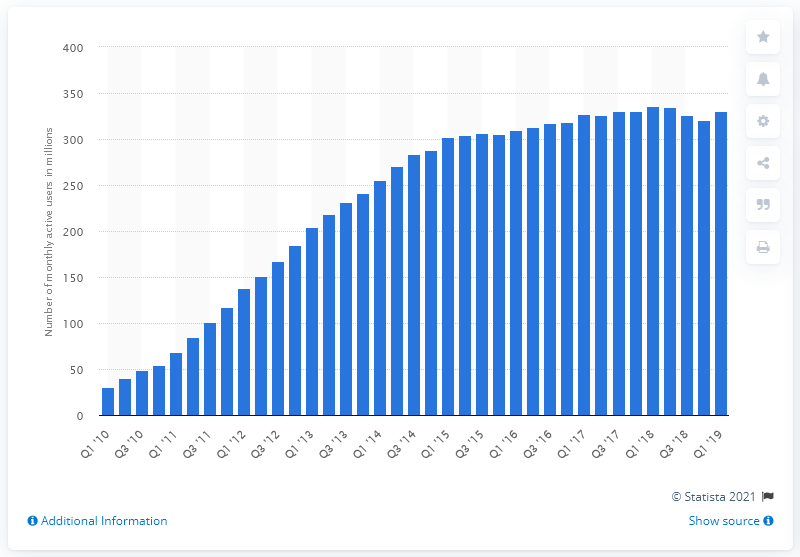 Number of monthly active users in millions
400
350
300
250
200
150
100
50
0
Q1 '10
Q3 '10
Q1 '11
Q3 '11
Q1 '12
Q3 '12
Q1 '13
Q3 '13
Q1 '14
Q3 '14
Q1 '15
Q3 '15
Q1 '16
Q3 '16
Q1 '17
Q3 '17
Q1 '18
Q3 '18
Q1 '19
© Statista 2021
Additional Information
Show source